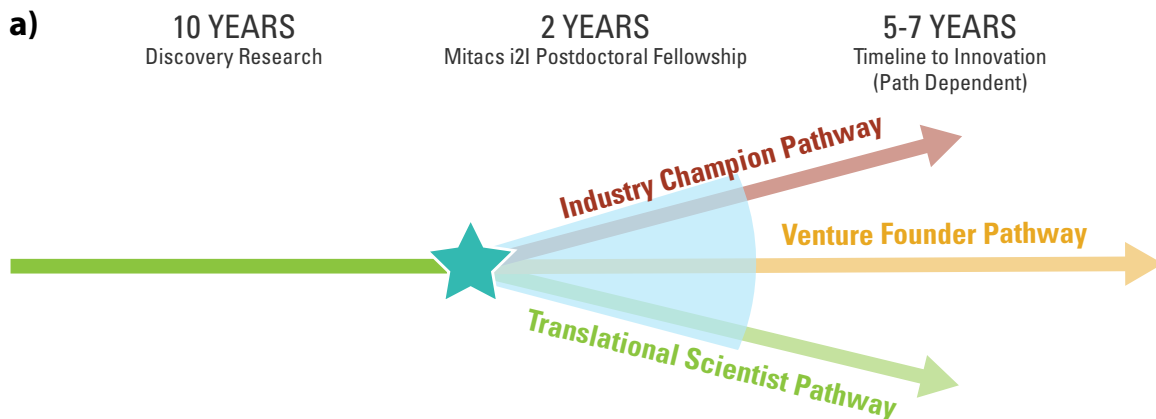 a)
10 YEARS
Discovery Research
2 YEARS
Mitacs i2I Postdoctoral Fellowship
5-7 YEARS
Timeline to Innovation
(Path Dependent)
Industry Champion Pathway
Venture Founder Pathway
Translational Scientist Pathway